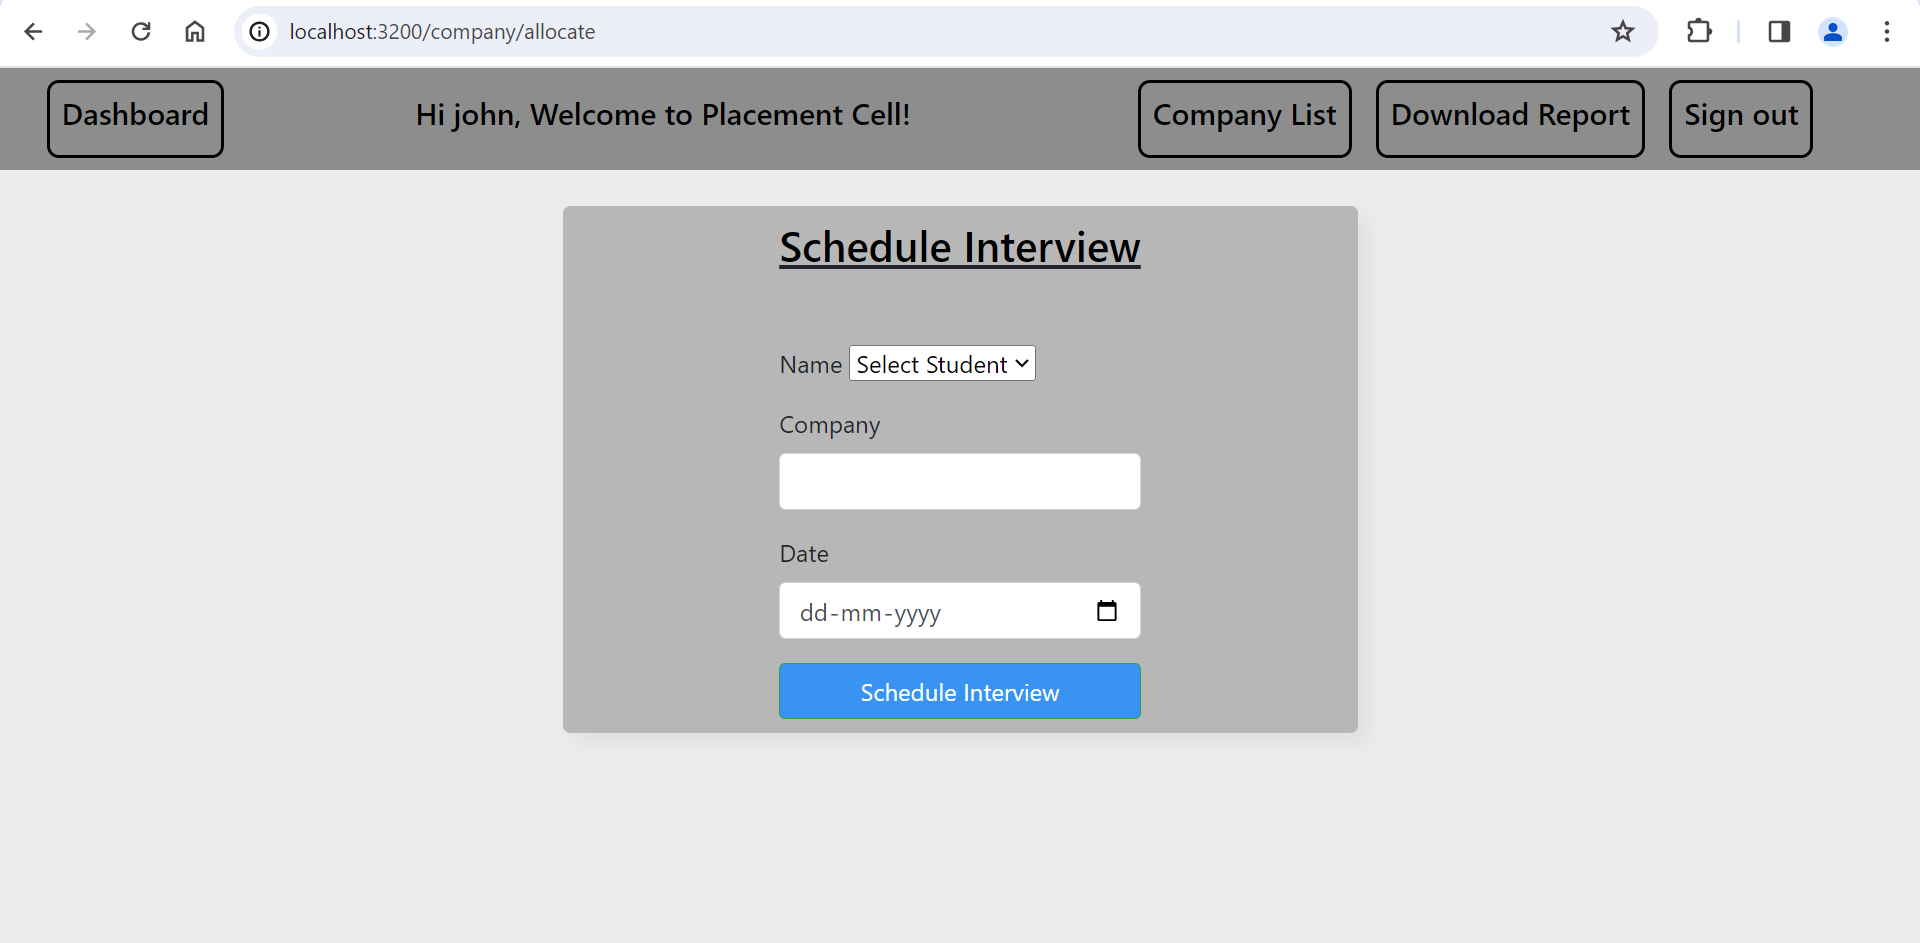 localhost:3200/company/allocate
Dashboard
Hi john, Welcome to Placement Cell!
Company List
Download Report
Sign out
Schedule Interview
Name Select Student
Company
Date
dd-mm-yyyy
Schedule Interview